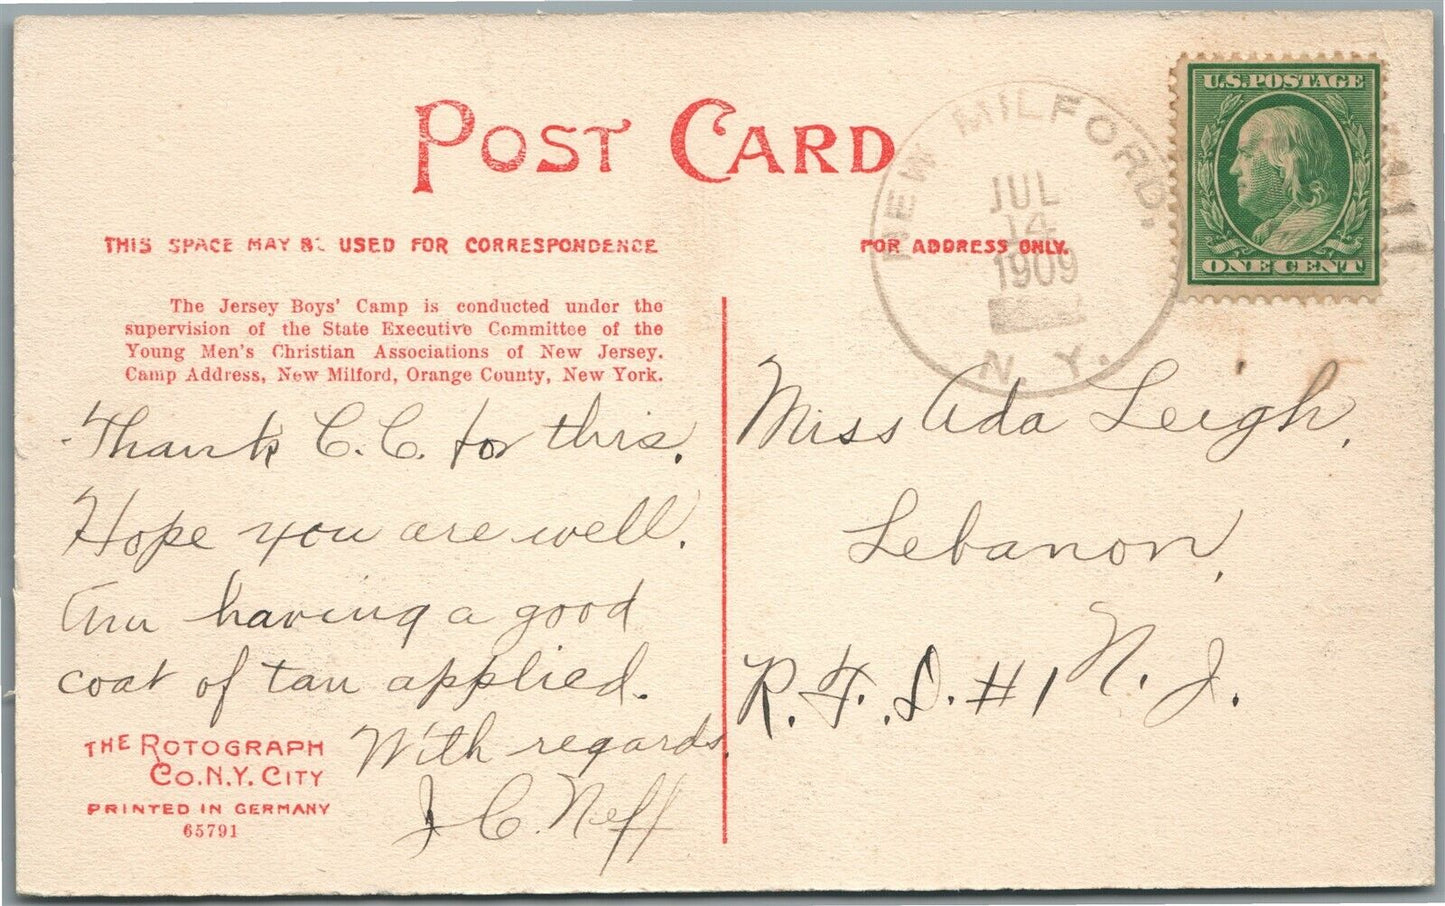 POST CARD
THIS SPACE MAY BE USED FOR CORRESPONDENCE
FOR ADDRESS ONLY.
NEW MILFORD,
JUL
14
1909
N. Y.
U.S.POSTAGE
ONE CENT
The Jersey Boys' Camp is conducted under the
supervision of the State Executive Committee of the
Young Men's Christian Associations of New Jersey.
Camp Address, New Milford, Orange County, New York.
Thank C.C. for this.
Hope you are well.
Am having a good
coat of tan applied.
With regards,
J C. Neff
Miss Ada Leigh,
Lebanon,
N. J.
R.F.D. #1
THE ROTOGRAPH
CO. N.Y. CITY
PRINTED IN GERMANY
65791